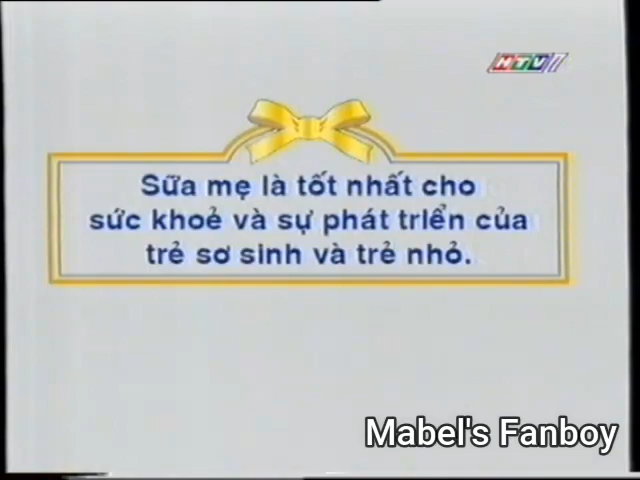 HTV7
Sữa mẹ là tốt nhất cho
sức khoẻ và sự phát triển của
trẻ sơ sinh và trẻ nhỏ.
Mabel's Fanboy